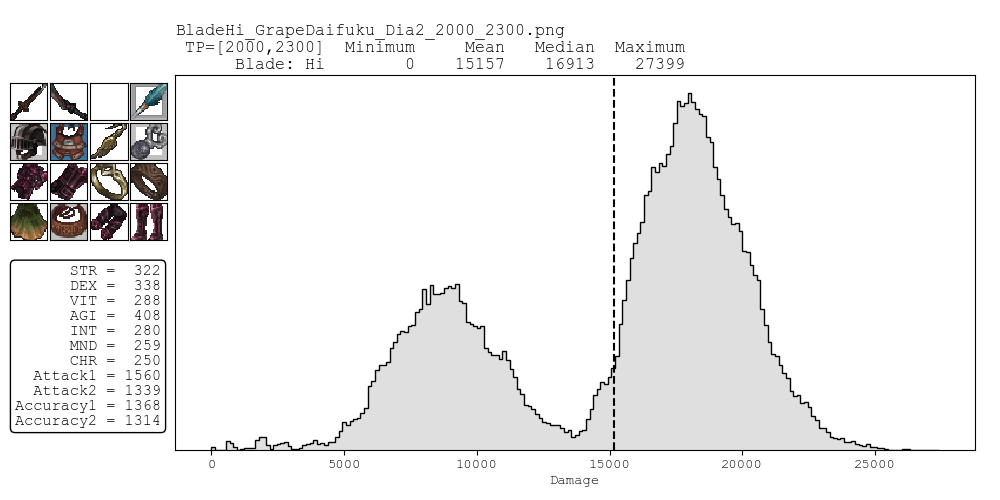 BladeHi_GrapeDaifuku_Dia2_2000_2300.png
TP=[2000,2300] Minimum Mean Median Maximum
Blade: Hi 0 15157 16913 27399
STR = 322
DEX = 338
VIT = 288
AGI = 408
INT = 280
MND = 259
CHR = 250
Attack1 = 1560
Attack2 = 1339
Accuracy1 = 1368
Accuracy2 = 1314
0 5000 10000 15000 20000 25000
Damage